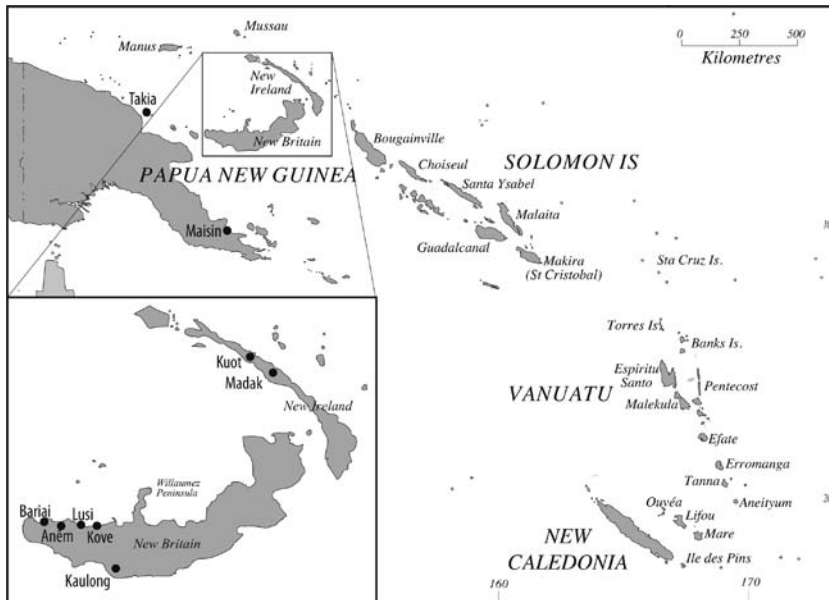 Mussau
Manus
0 250 500
Kilometres
New
Ireland
Takia
New Britain
Bougainville
SOLOMON IS
Choiseul
PAPUA NEW GUINEA
Santa Ysabel
Malaita
Maisin
Guadalcanal
Makira
(St Cristobal)
Sta Cruz Is.
Torres Is
Banks Is.
Kuot
Madak
New Ireland
Espiritu
Santo
Pentecost
VANUATU
Malekula
Efate
Willaumez
Peninsula
Erromanga
Tanna
Bariai
Lusi
Anêm
Kove
New Britain
Ouyéa
Aneityum
Lifou
NEW
CALEDONIA
Mare
Kaulong
Ile des Pins
160
170